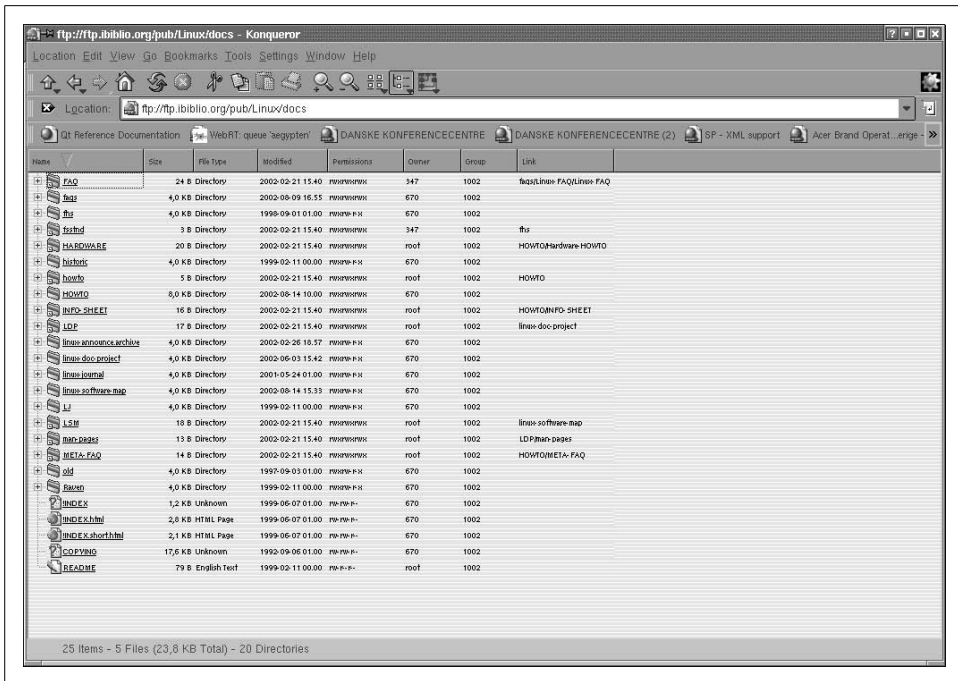 ftp://ftp.ibiblio.org/pub/Linux/docs - Konqueror
Location Edit View Go Bookmarks Tools Settings Window Help
Location: ftp://ftp.ibiblio.org/pub/Linux/docs
Qt Reference Documentation WebRT: queue 'aegypten' DANSKE KONFERENCECENTRE DANSKE KONFERENCECENTRE (2) SP - XML support Acer Brand Operat...erige -
Name Size File Type Modified Permissions Owner Group Link
FAQ 24 B Directory 2002-02-21 15.40 rwxrwxrwx 347 1002 faqs/Linux-FAQ/Linux-FAQ
faqs 4,0 KB Directory 2002-08-09 16.55 rwxrwxrwx 670 1002
fhs 4,0 KB Directory 1998-09-01 01.00 rwxrw-r-x 670 1002
fsstnd 3 B Directory 2002-02-21 15.40 rwxrwxrwx 347 1002 fhs
HARDWARE 20 B Directory 2002-02-21 15.40 rwxrwxrwx root 1002 HOWTO/Hardware-HOWTO
historic 4,0 KB Directory 1999-02-11 00.00 rwxrw-r-x 670 1002
howto 5 B Directory 2002-02-21 15.40 rwxrwxrwx root 1002 HOWTO
HOWTO 8,0 KB Directory 2002-08-14 10.00 rwxrwxrwx 670 1002
INFO-SHEET 16 B Directory 2002-02-21 15.40 rwxrwxrwx root 1002 HOWTO/INFO-SHEET
LDP 17 B Directory 2002-02-21 15.40 rwxrwxrwx root 1002 linux-doc-project
linux-announce.archive 4,0 KB Directory 2002-02-26 18.57 rwxrw-r-x 670 1002
linux-doc-project 4,0 KB Directory 2002-06-03 15.42 rwxrw-r-x 670 1002
linux-journal 4,0 KB Directory 2001-05-24 01.00 rwxrw-r-x 670 1002
linux-software-map 4,0 KB Directory 2002-08-14 15.33 rwxrw-r-x 670 1002
LJ 4,0 KB Directory 1999-02-11 00.00 rwxrw-r-x 670 1002
LSM 18 B Directory 2002-02-21 15.40 rwxrwxrwx root 1002 linux-software-map
man-pages 13 B Directory 2002-02-21 15.40 rwxrwxrwx root 1002 LDP/man-pages
META-FAQ 14 B Directory 2002-02-21 15.40 rwxrwxrwx root 1002 HOWTO/META-FAQ
old 4,0 KB Directory 1997-09-03 01.00 rwxrw-r-x 670 1002
Raven 4,0 KB Directory 1999-02-11 00.00 rwxrw-r-x 670 1002
!INDEX 1,2 KB Unknown 1999-06-07 01.00 rw-rw-r-- 670 1002
!INDEX.html 2,8 KB HTML Page 1999-06-07 01.00 rw-rw-r-- 670 1002
!INDEX.short.html 2,1 KB HTML Page 1999-06-07 01.00 rw-rw-r-- 670 1002
COPYING 17,6 KB Unknown 1992-09-06 01.00 rw-rw-r-- 670 1002
README 79 B English Text 1999-02-11 00.00 rw-r--r-- root 1002
25 Items - 5 Files (23,8 KB Total) - 20 Directories